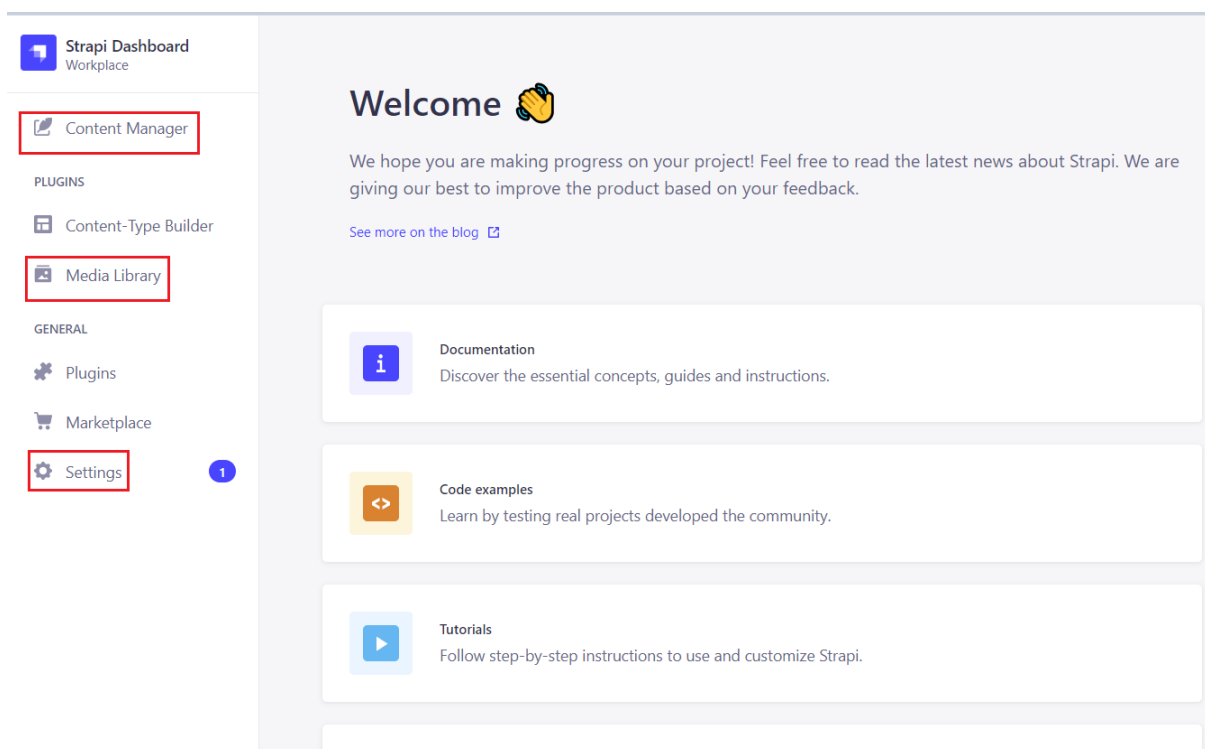 Strapi Dashboard
Workplace
Content Manager
PLUGINS
Content-Type Builder
Media Library
GENERAL
Plugins
Marketplace
Settings
1
Welcome 👋
We hope you are making progress on your project! Feel free to read the latest news about Strapi. We are
giving our best to improve the product based on your feedback.
See more on the blog
Documentation
Discover the essential concepts, guides and instructions.
Code examples
Learn by testing real projects developed the community.
Tutorials
Follow step-by-step instructions to use and customize Strapi.